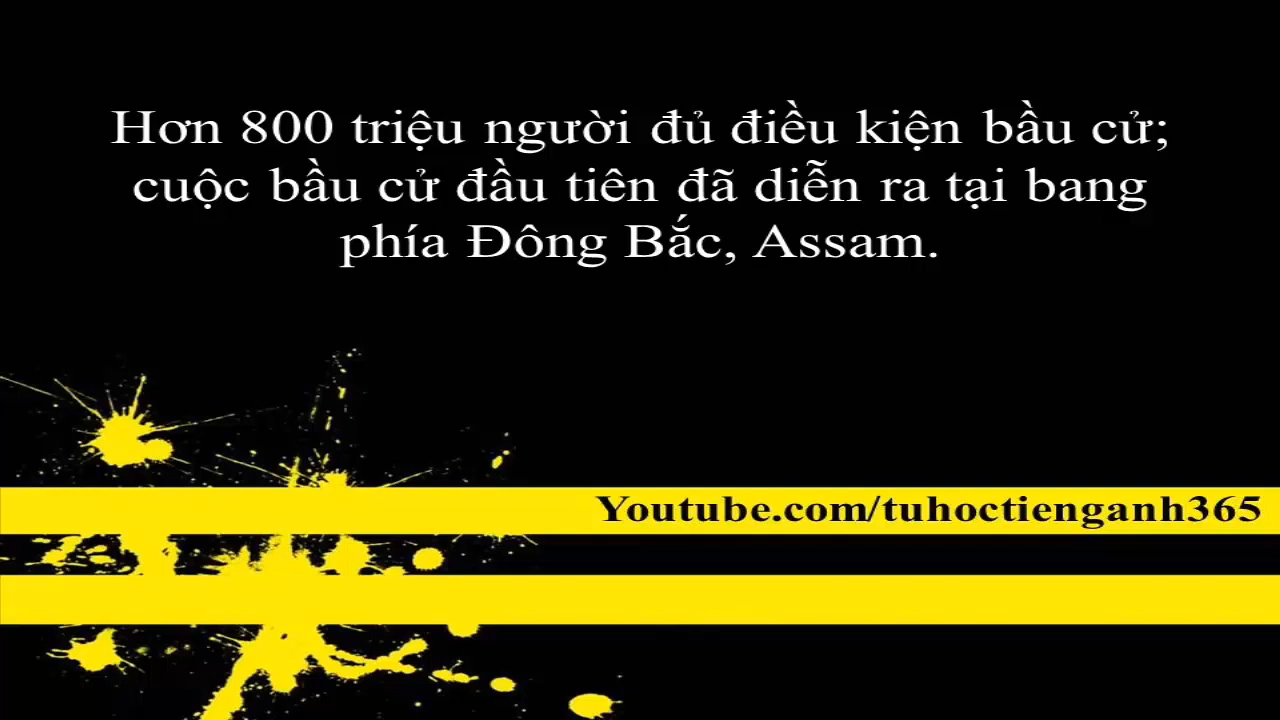 Hơn 800 triệu người đủ điều kiện bầu cử;
cuộc bầu cử đầu tiên đã diễn ra tại bang
phía Đông Bắc, Assam.
Youtube.com/tuhoctienganh365